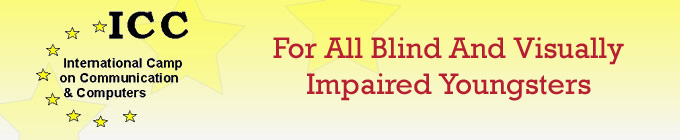 ICC
International Camp
on Communication
& Computers
For All Blind And Visually
Impaired Youngsters